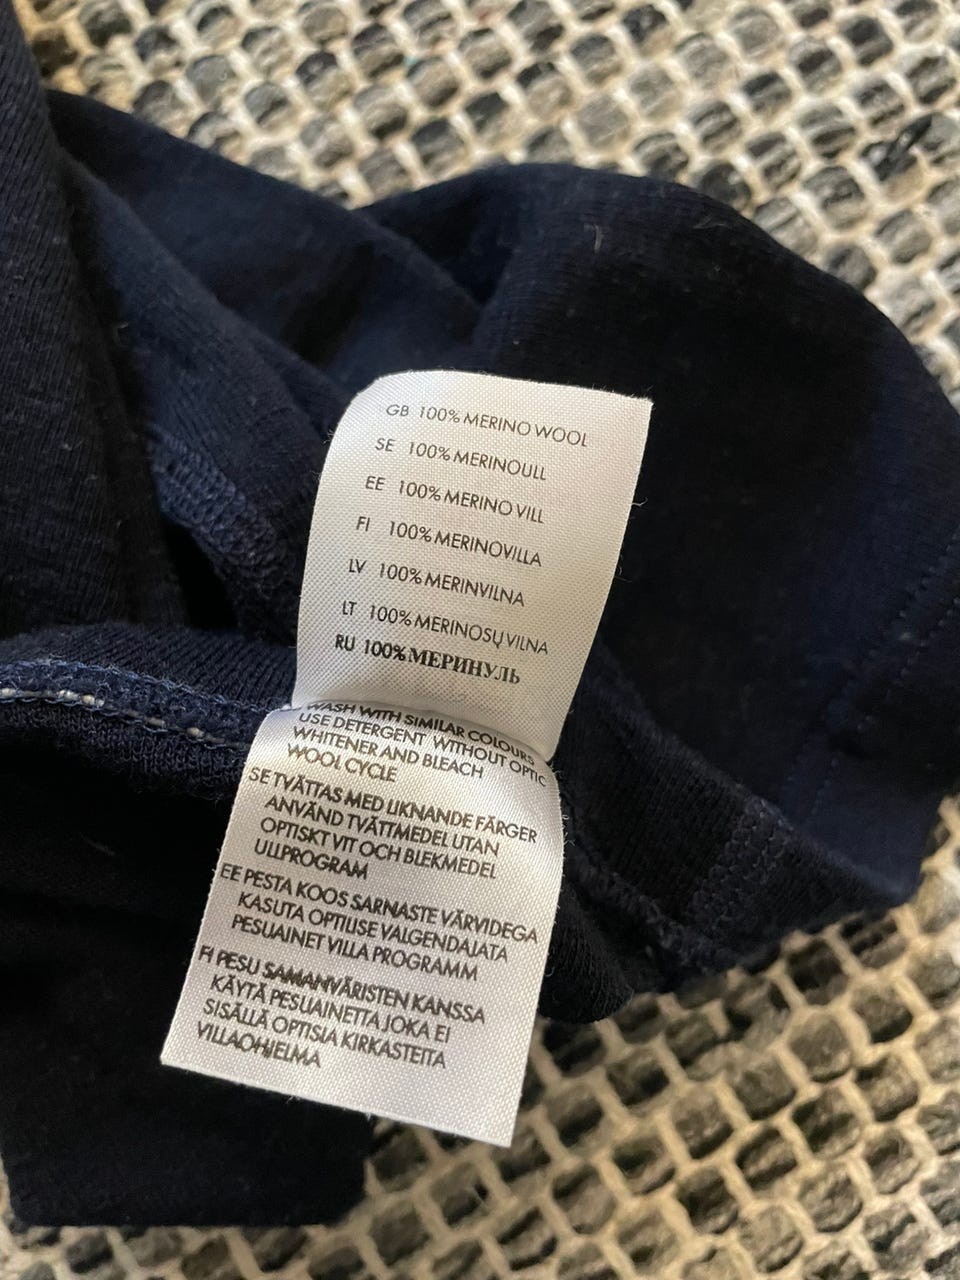 GB 100% MERINO WOOL
SE 100% MERINOULL
EE 100% MERINO VILL
FI 100% MERINOVILLA
LV 100% MERINVILNA
LT 100% MERINOSŲ VILNA
RU 100% МЕРИНУЛЬ
WASH WITH SIMILAR COLOURS
USE DETERGENT WITHOUT OPTIC
WHITENER AND BLEACH
WOOL CYCLE
SE TVÄTTAS MED LIKNANDE FÄRGER
ANVÄND TVÄTTMEDEL UTAN
OPTISKT VIT OCH BLEKMEDEL
ULLPROGRAM
EE PESTA KOOS SARNASTE VÄRVIDEGA
KASUTA OPTILISE VALGENDAJATA
PESUAINET VILLA PROGRAMM
FI PESU SAMANVÄRISTEN KANSSA
KÄYTÄ PESUAINETTA JOKA EI
SISÄLLÄ OPTISIA KIRKASTEITA
VILLAOHJELMA